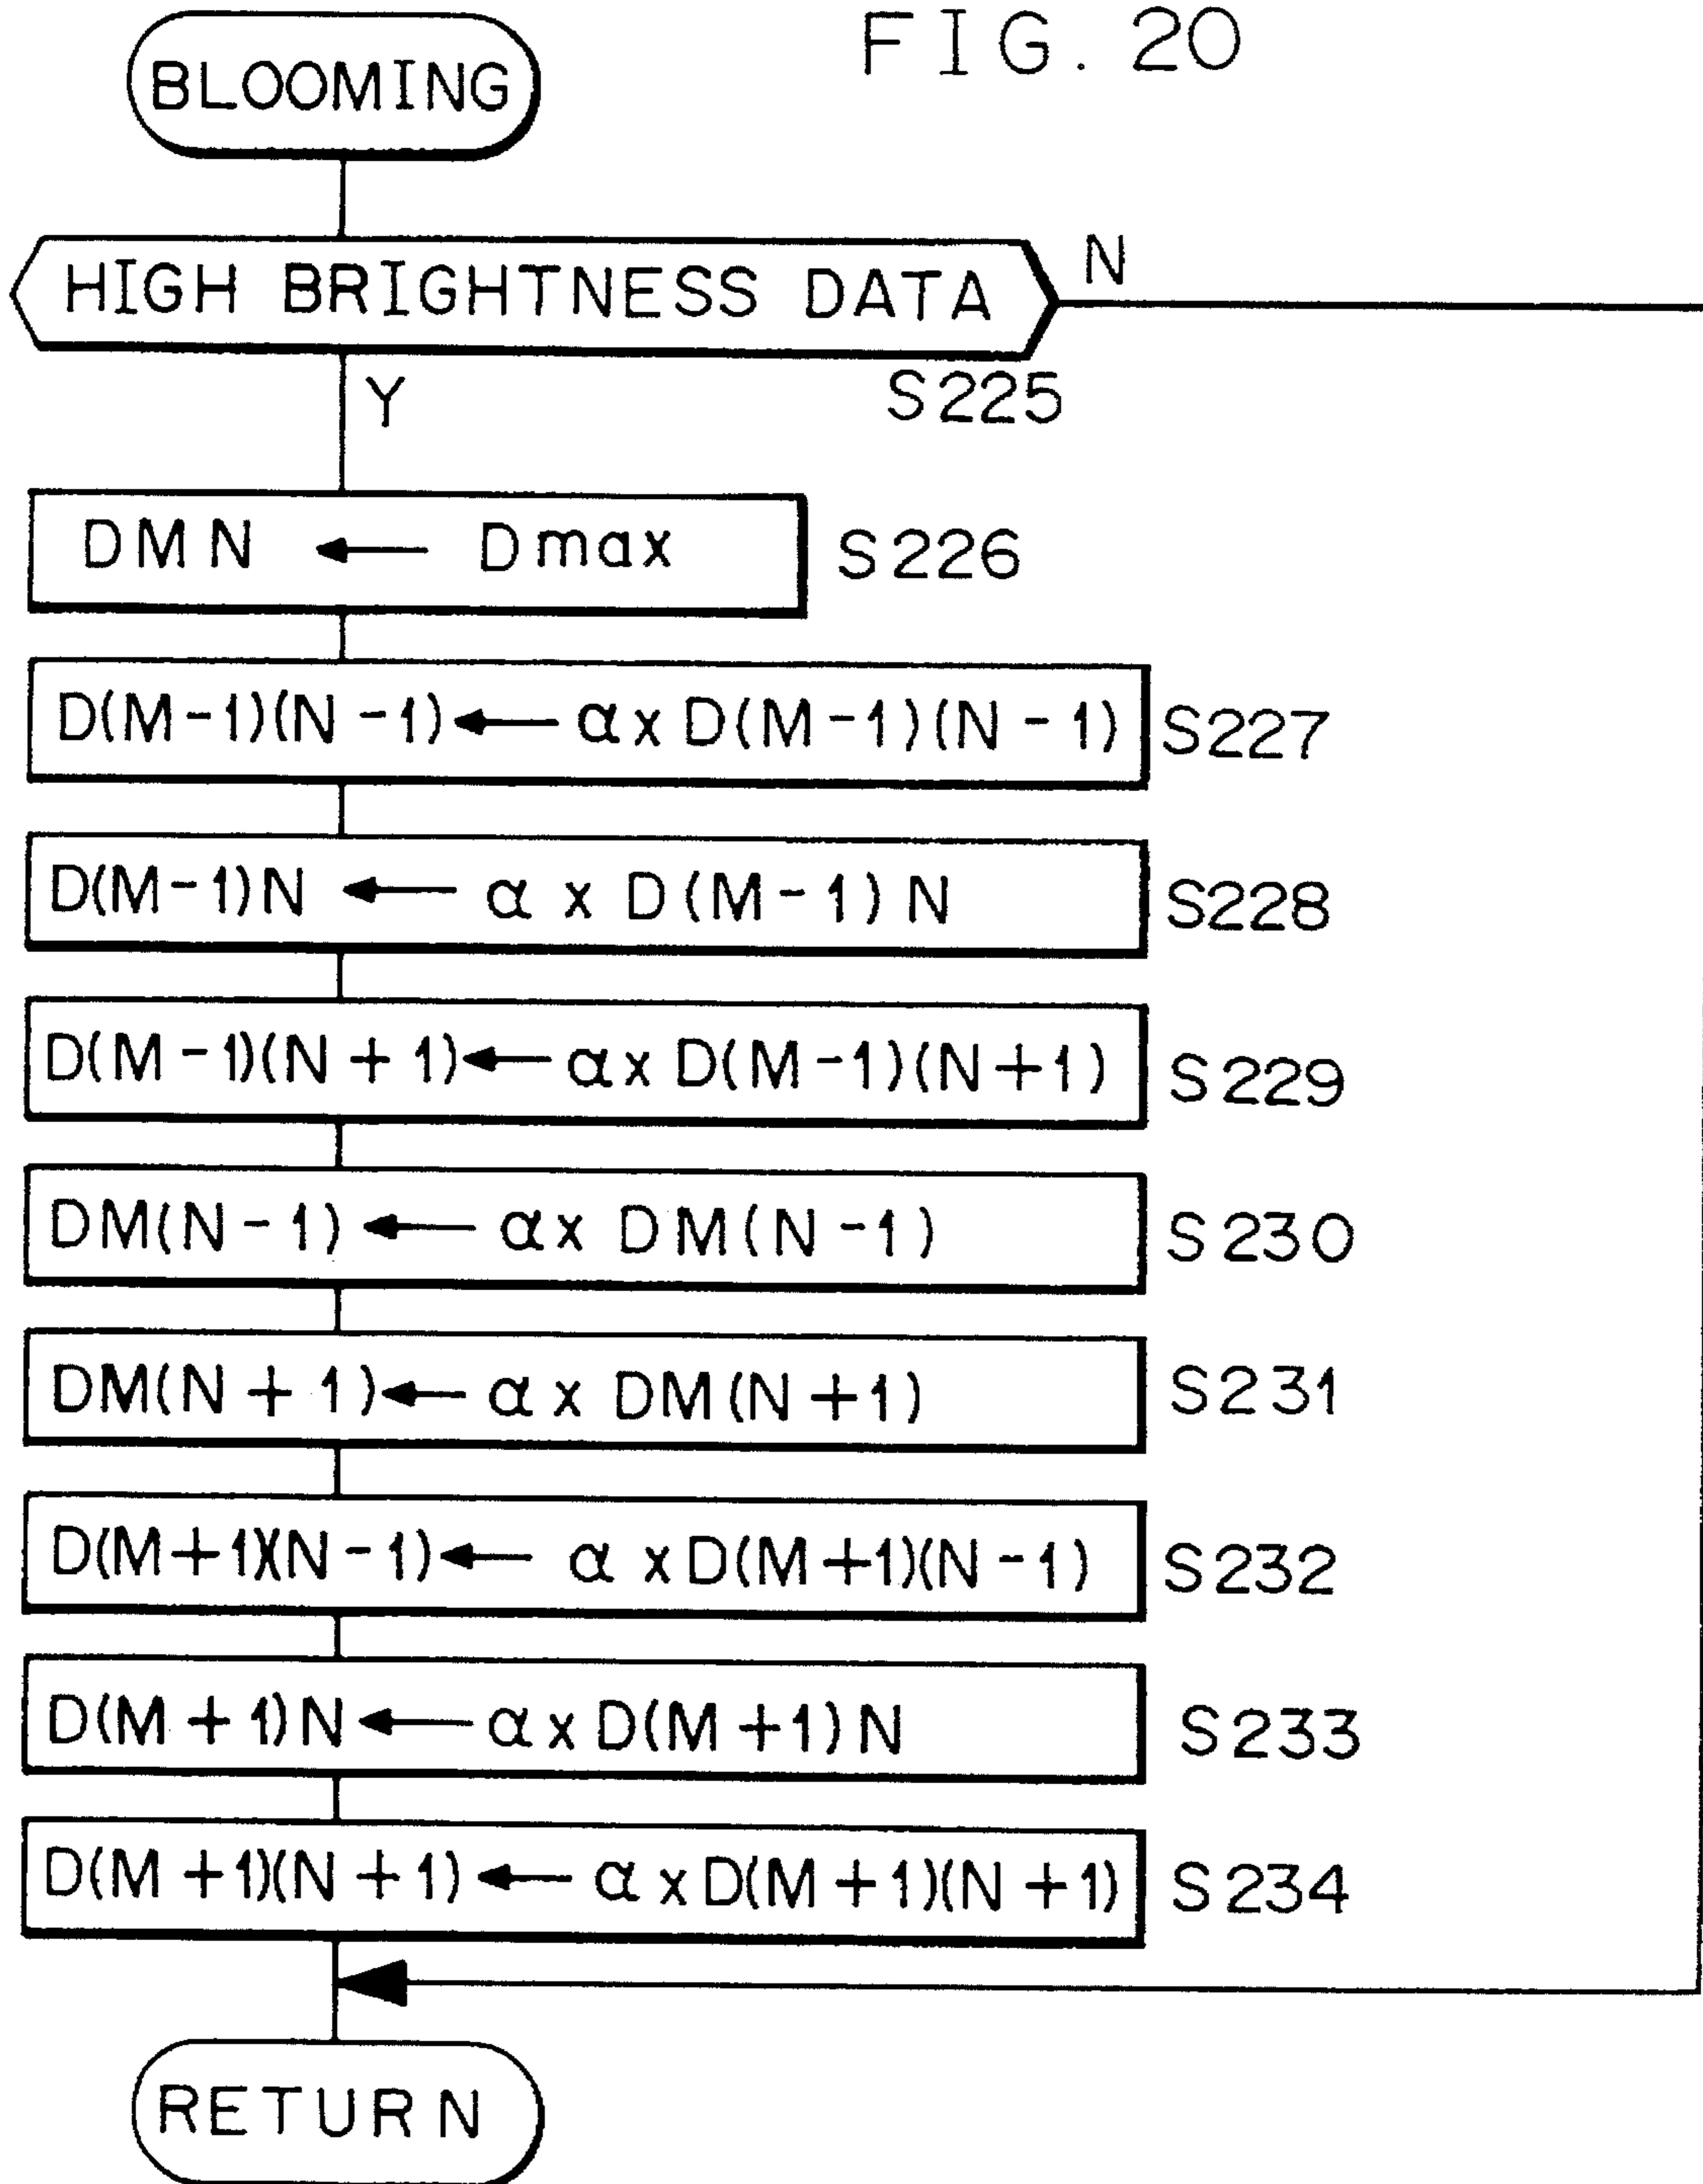 FIG. 20
BLOOMING
HIGH BRIGHTNESS DATA N
Y S225
DMN ← Dmax S226
D(M-1)(N-1) ← α x D(M-1)(N-1) S227
D(M-1)N ← α x D(M-1)N S228
D(M-1)(N+1) ← α x D(M-1)(N+1) S229
DM(N-1) ← α x DM(N-1) S230
DM(N+1) ← α x DM(N+1) S231
D(M+1)(N-1) ← α x D(M+1)(N-1) S232
D(M+1)N ← α x D(M+1)N S233
D(M+1)(N+1) ← α x D(M+1)(N+1) S234
RETURN